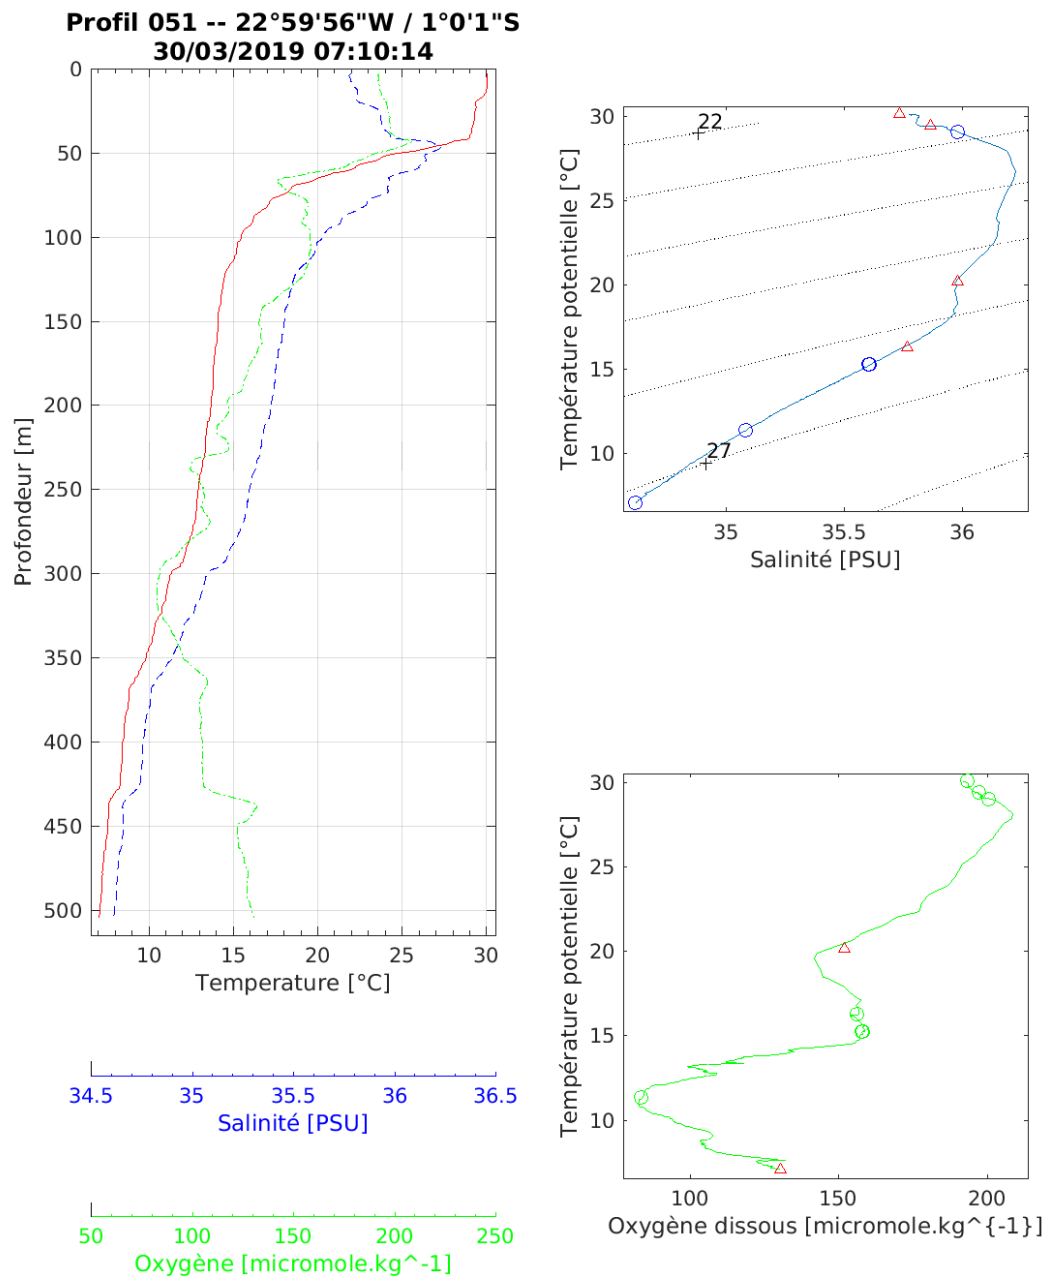 Profil 051 -- 22°59'56"W / 1°0'1"S
30/03/2019 07:10:14
0
50
100
150
200
250
300
350
400
450
500
Profondeur [m]
10 15 20 25 30
Temperature [°C]
34.5 35 35.5 36 36.5
Salinité [PSU]
50 100 150 200 250
Oxygène [micromole.kg^-1]
30
25
20
15
10
Température potentielle [°C]
22
27
35 35.5 36
Salinité [PSU]
30
25
20
15
10
Température potentielle [°C]
100 150 200
Oxygène dissous [micromole.kg^{-1}]